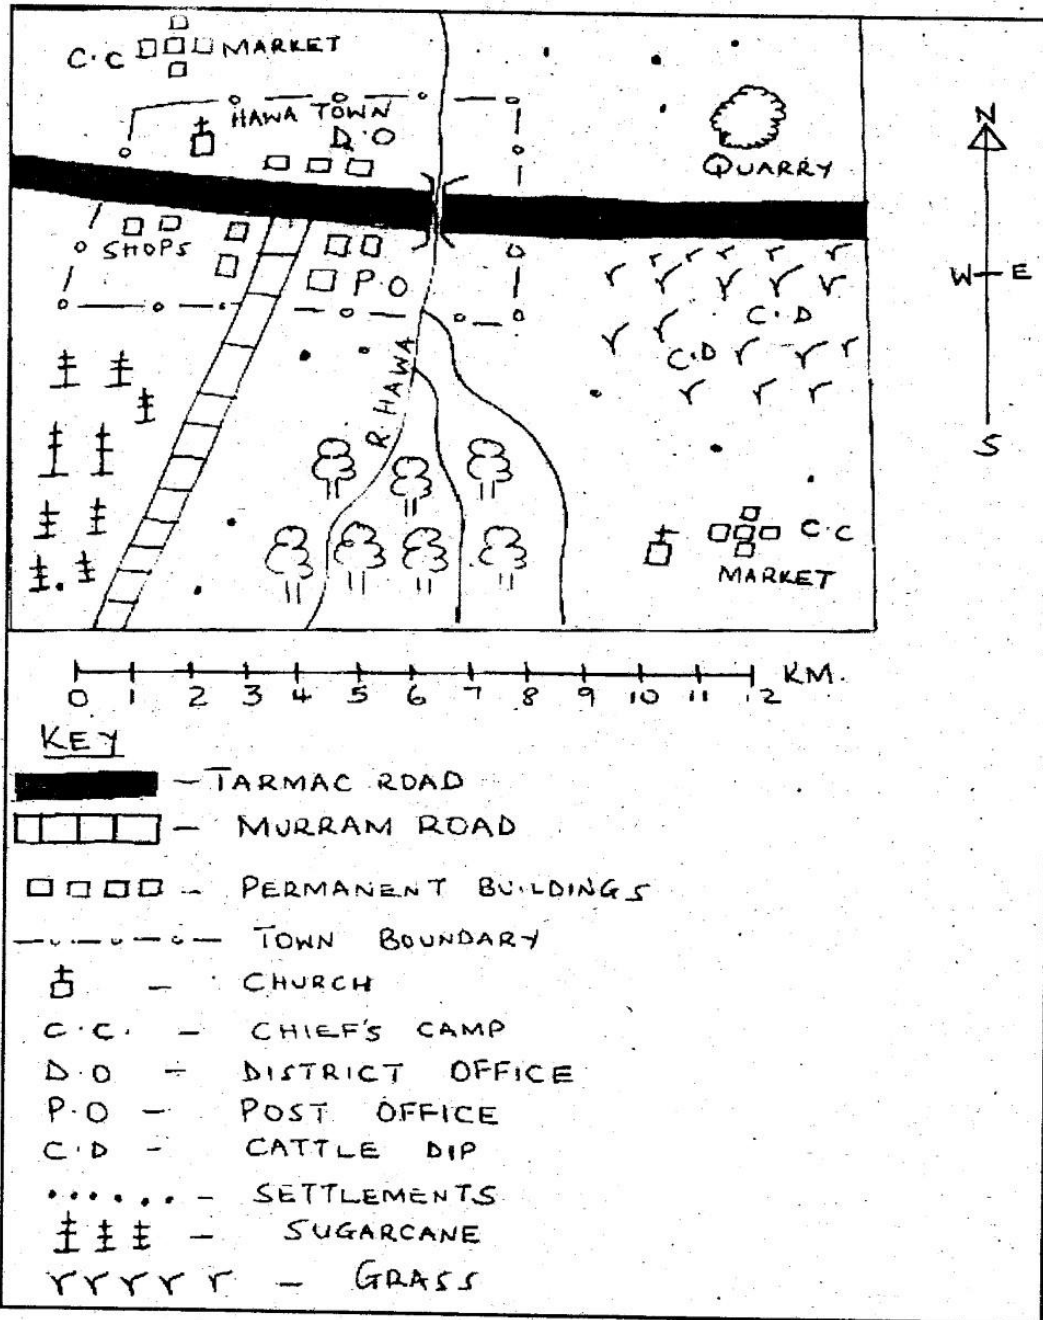 C.C MARKET
HAWA TOWN
D.O
QUARRY
SHOPS
P.O
C.D
C.D
R. HAWA
C.C
MARKET
N
W E
S
0 1 2 3 4 5 6 7 8 9 10 11 12 KM.
KEY
- TARMAC ROAD
- MURRAM ROAD
- PERMANENT BUILDINGS
- TOWN BOUNDARY
- CHURCH
C.C. - CHIEF'S CAMP
D.O - DISTRICT OFFICE
P.O - POST OFFICE
C.D - CATTLE DIP
- SETTLEMENTS
- SUGARCANE
- GRASS